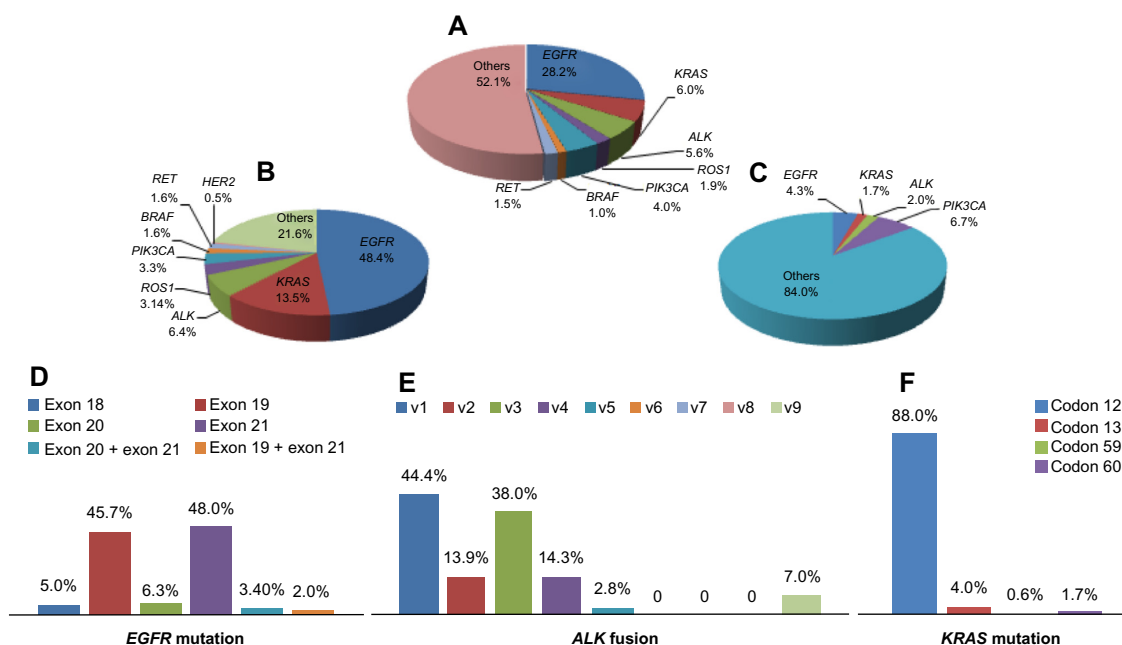 A
Others
52.1%
EGFR
28.2%
KRAS
6.0%
ALK
5.6%
ROS1
1.9%
PIK3CA
4.0%
BRAF
1.0%
RET
1.5%
B
RET
1.6%
HER2
0.5%
BRAF
1.6%
PIK3CA
3.3%
ROS1
3.14%
ALK
6.4%
Others
21.6%
EGFR
48.4%
KRAS
13.5%
C
EGFR
4.3%
KRAS
1.7%
ALK
2.0%
PIK3CA
6.7%
Others
84.0%
D
Exon 18
Exon 19
Exon 20
Exon 21
Exon 20 + exon 21
Exon 19 + exon 21
5.0%
45.7%
6.3%
48.0%
3.40%
2.0%
EGFR mutation
E
v1 v2 v3 v4 v5 v6 v7 v8 v9
44.4%
13.9%
38.0%
14.3%
2.8%
0
0
0
7.0%
ALK fusion
F
Codon 12
Codon 13
Codon 59
Codon 60
88.0%
4.0%
0.6%
1.7%
KRAS mutation